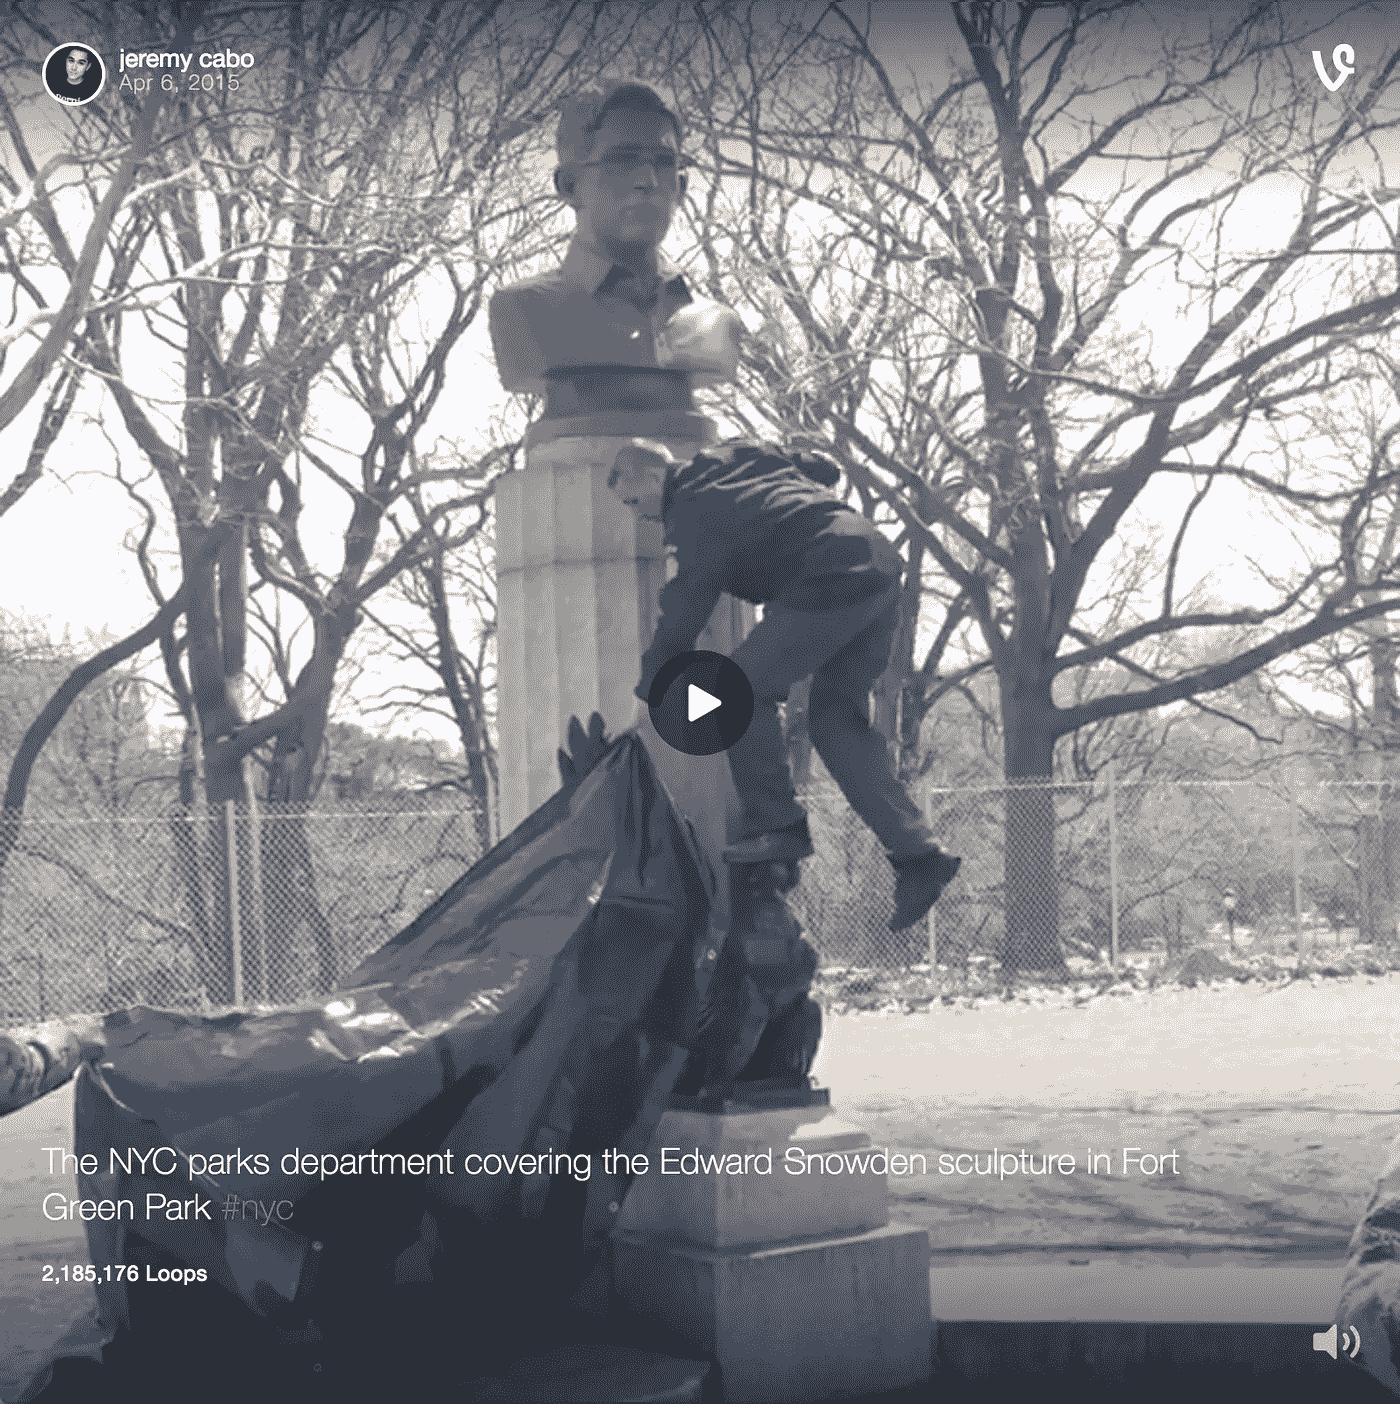 jeremy cabo
Apr 6, 2015
The NYC parks department covering the Edward Snowden sculpture in Fort
Green Park #nyc
2,185,176 Loops